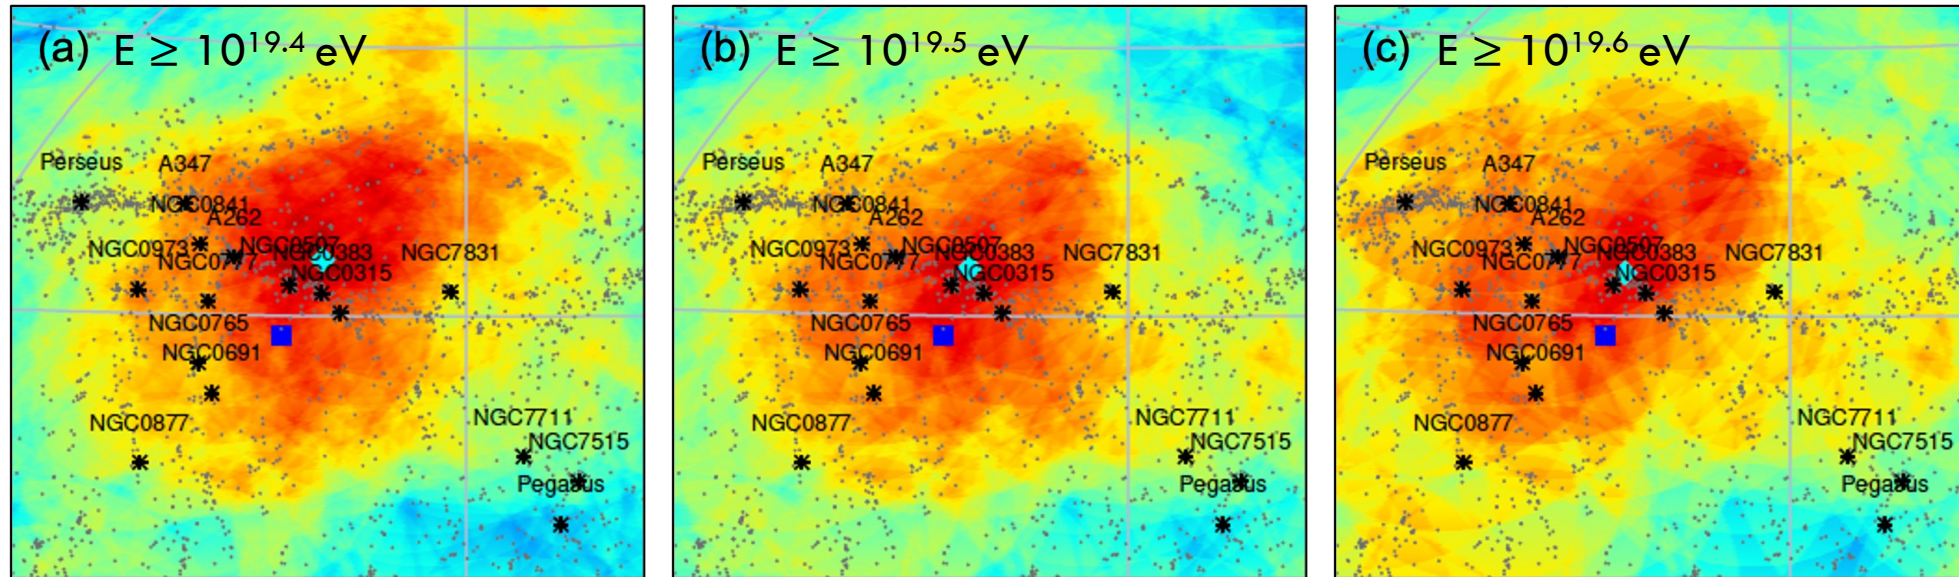 (a) E ≥ 10^19.4 eV
Perseus A347
NGC0841
A262
NGC0973 NGC0507
NGC0777 NGC0383 NGC7831
NGC0315
NGC0765
NGC0691
NGC0877 NGC7711
NGC7515
Pegasus
(b) E ≥ 10^19.5 eV
Perseus A347
NGC0841
A262
NGC0973 NGC0507
NGC0777 NGC0383 NGC7831
NGC0315
NGC0765
NGC0691
NGC0877 NGC7711
NGC7515
Pegasus
(c) E ≥ 10^19.6 eV
Perseus A347
NGC0841
A262
NGC0973 NGC0507
NGC0777 NGC0383 NGC7831
NGC0315
NGC0765
NGC0691
NGC0877 NGC7711
NGC7515
Pegasus